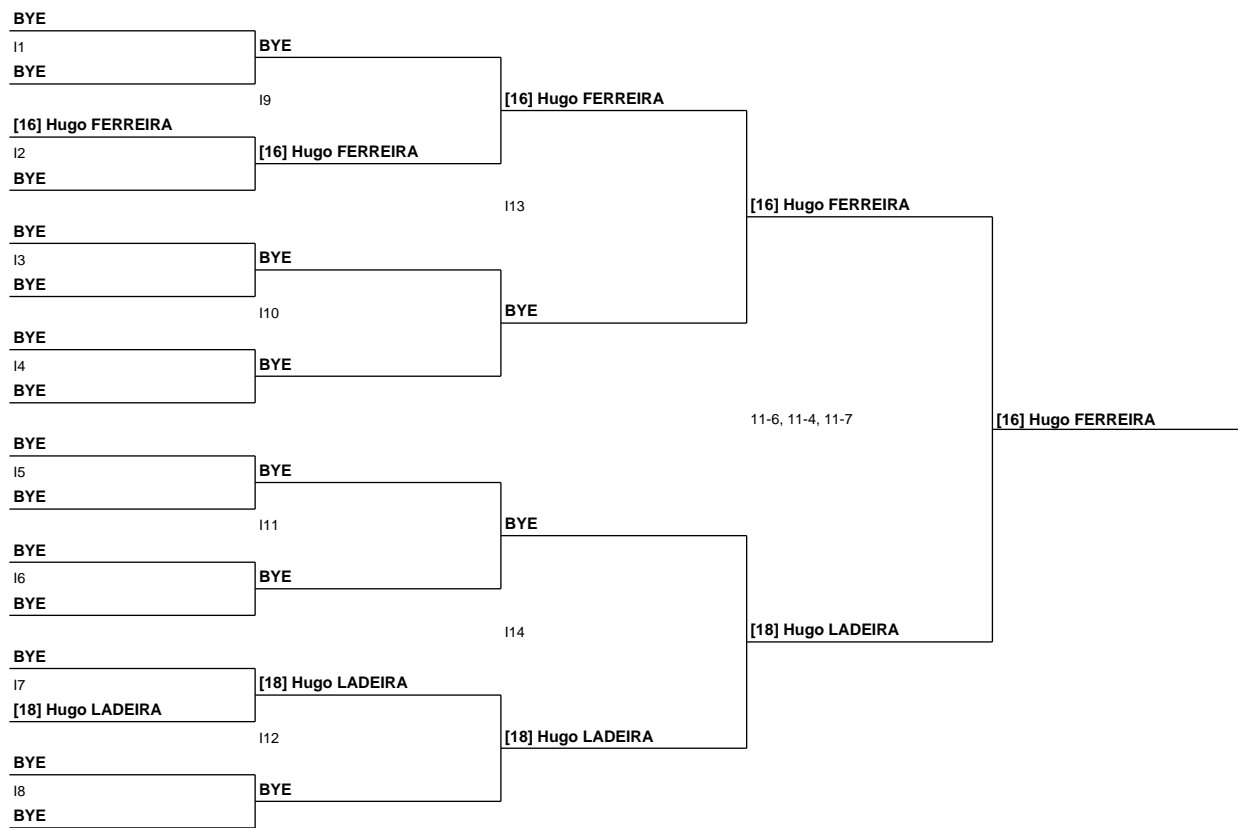 BYE
I1
BYE
BYE
I9
[16] Hugo FERREIRA
[16] Hugo FERREIRA
I2
[16] Hugo FERREIRA
BYE
I13
[16] Hugo FERREIRA
BYE
I3
BYE
BYE
I10
BYE
BYE
I4
BYE
BYE
11-6, 11-4, 11-7
[16] Hugo FERREIRA
BYE
I5
BYE
BYE
I11
BYE
BYE
I6
BYE
BYE
I14
[18] Hugo LADEIRA
BYE
I7
[18] Hugo LADEIRA
[18] Hugo LADEIRA
I12
[18] Hugo LADEIRA
BYE
I8
BYE
BYE